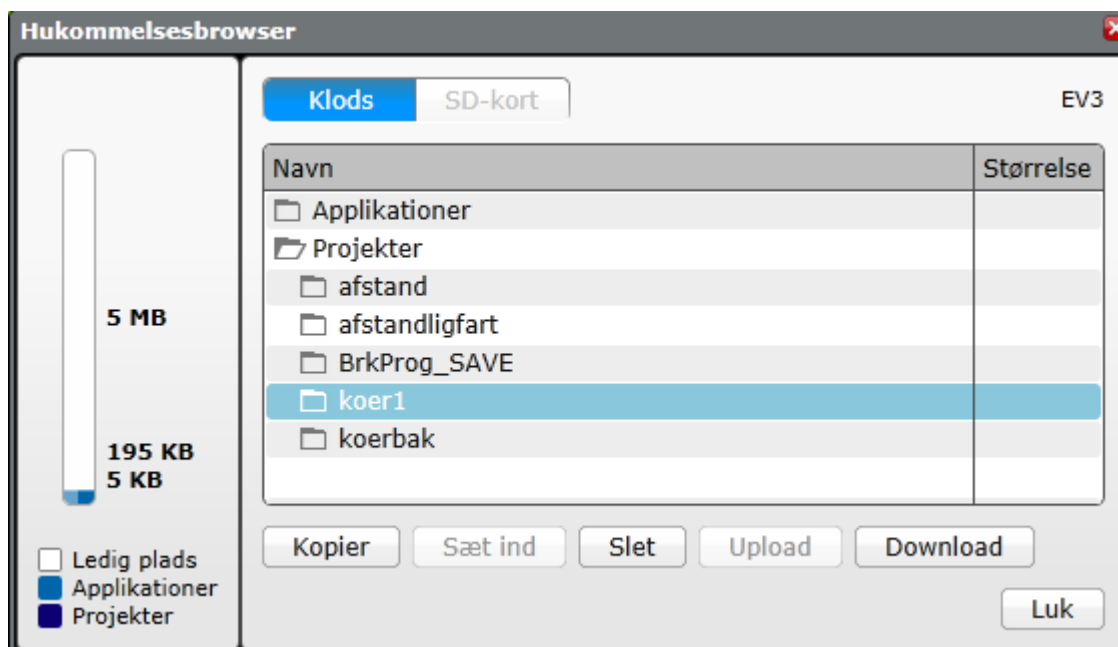 Hukommelsesbrowser
Klods SD-kort EV3
Navn Størrelse
Applikationer
Projekter
afstand
afstandligfart
BrkProg_SAVE
koer1
koerbak
5 MB
195 KB
5 KB
Ledig plads
Applikationer
Projekter
Kopier Sæt ind Slet Upload Download
Luk